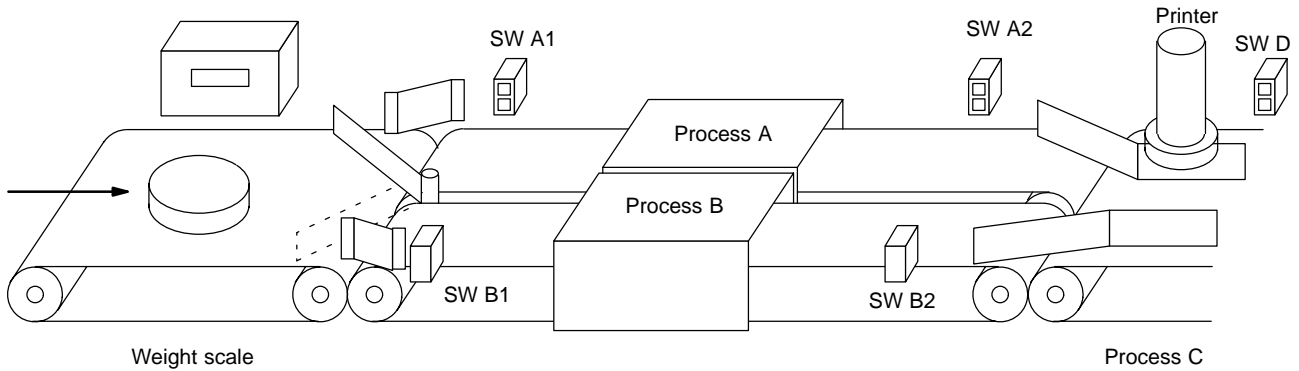 Printer
SW A1
SW A2
SW D
Process A
Process B
SW B1
SW B2
Weight scale
Process C